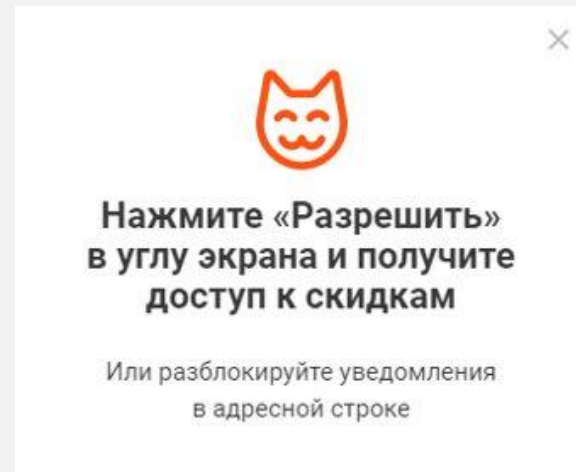 Нажмите «Разрешить»
в углу экрана и получите
доступ к скидкам
Или разблокируйте уведомления
в адресной строке